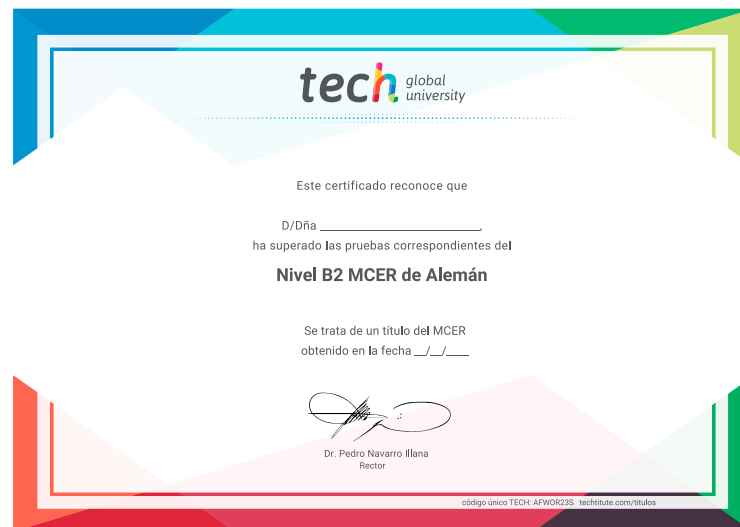 tech global university
Este certificado reconoce que
D/Dña ______________________,
ha superado las pruebas correspondientes del
Nivel B2 MCER de Alemán
Se trata de un título del MCER
obtenido en la fecha __/__/____
Dr. Pedro Navarro Illana
Rector
código único TECH: AFWOR23S techtitute.com/titulos